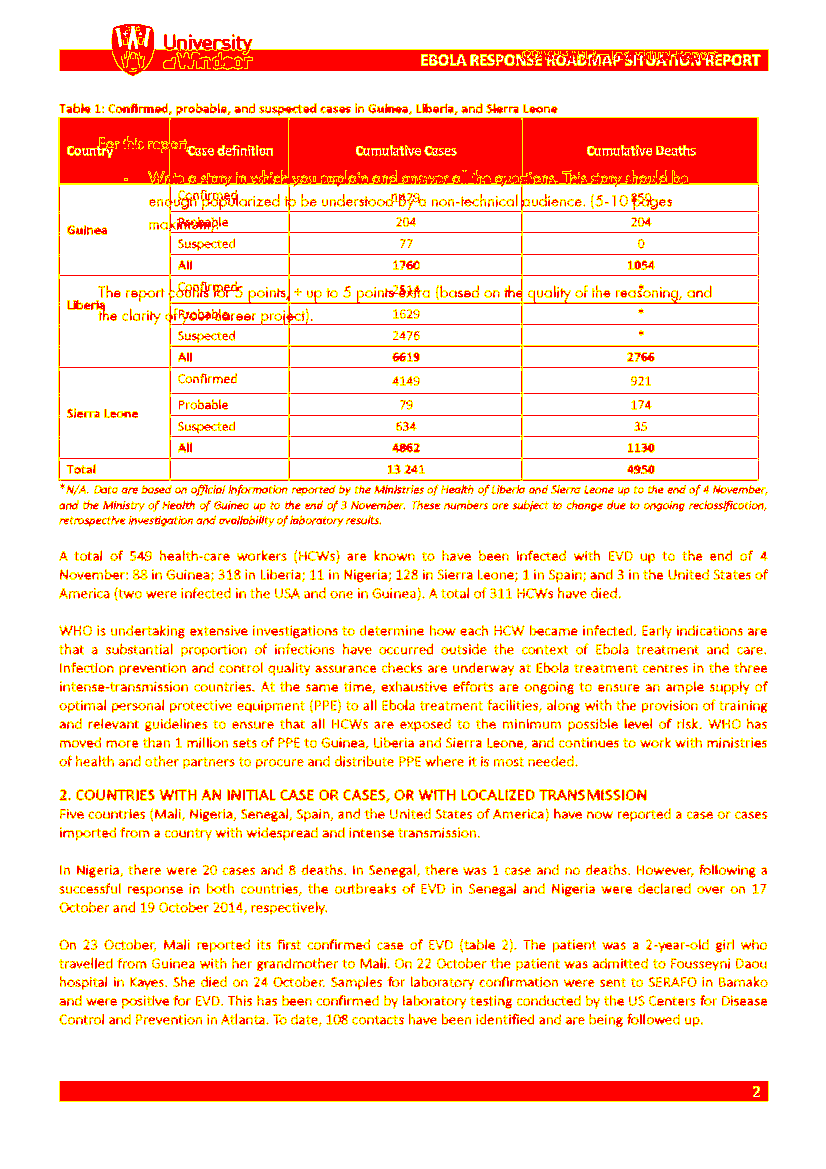 University
of Windsor
EBOLA RESPONSE ROADMAP SITUATION REPORT
Table 1: Confirmed, probable, and suspected cases in Guinea, Liberia, and Sierra Leone
For this report,
Country Case definition Cumulative Cases Cumulative Deaths
- Write a story in which you explain and answer all the questions. This story should be
Confirmed
enough popularized to be understood by a non-technical audience. (5-10 pages
maximum).
Guinea
Probable 204 204
Suspected 77 0
All 1760 1054
Confirmed
The report counts for 5 points, + up to 5 points extra (based on the quality of the reasoning, and
Liberia
the clarity of your career project).
Probable 1629 *
Suspected 2476 *
All 6619 2766
Confirmed 4149 921
Sierra Leone
Probable 79 174
Suspected 634 35
All 4862 1130
Total 13 241 4950
* N/A. Data are based on official information reported by the Ministries of Health of Liberia and Sierra Leone up to the end of 4 November,
and the Ministry of Health of Guinea up to the end of 3 November. These numbers are subject to change due to ongoing reclassification,
retrospective investigation and availability of laboratory results.
A total of 549 health-care workers (HCWs) are known to have been infected with EVD up to the end of 4
November: 88 in Guinea; 318 in Liberia; 11 in Nigeria; 128 in Sierra Leone; 1 in Spain; and 3 in the United States of
America (two were infected in the USA and one in Guinea). A total of 311 HCWs have died.
WHO is undertaking extensive investigations to determine how each HCW became infected. Early indications are
that a substantial proportion of infections have occurred outside the context of Ebola treatment and care.
Infection prevention and control quality assurance checks are underway at Ebola treatment centres in the three
intense-transmission countries. At the same time, exhaustive efforts are ongoing to ensure an ample supply of
optimal personal protective equipment (PPE) to all Ebola treatment facilities, along with the provision of training
and relevant guidelines to ensure that all HCWs are exposed to the minimum possible level of risk. WHO has
moved more than 1 million sets of PPE to Guinea, Liberia and Sierra Leone, and continues to work with ministries
of health and other partners to procure and distribute PPE where it is most needed.
2. COUNTRIES WITH AN INITIAL CASE OR CASES, OR WITH LOCALIZED TRANSMISSION
Five countries (Mali, Nigeria, Senegal, Spain, and the United States of America) have now reported a case or cases
imported from a country with widespread and intense transmission.
In Nigeria, there were 20 cases and 8 deaths. In Senegal, there was 1 case and no deaths. However, following a
successful response in both countries, the outbreaks of EVD in Senegal and Nigeria were declared over on 17
October and 19 October 2014, respectively.
On 23 October, Mali reported its first confirmed case of EVD (table 2). The patient was a 2-year-old girl who
travelled from Guinea with her grandmother to Mali. On 22 October the patient was admitted to Fousseyni Daou
hospital in Kayes. She died on 24 October. Samples for laboratory confirmation were sent to SERAFO in Bamako
and were positive for EVD. This has been confirmed by laboratory testing conducted by the US Centers for Disease
Control and Prevention in Atlanta. To date, 108 contacts have been identified and are being followed up.
2